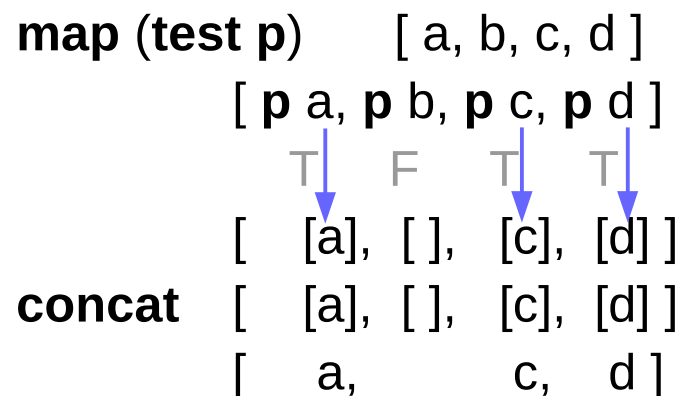 map (test p) [ a, b, c, d ]
[ p a, p b, p c, p d ]
T F T T
[ [a], [ ], [c], [d] ]
concat [ [a], [ ], [c], [d] ]
[ a, c, d ]